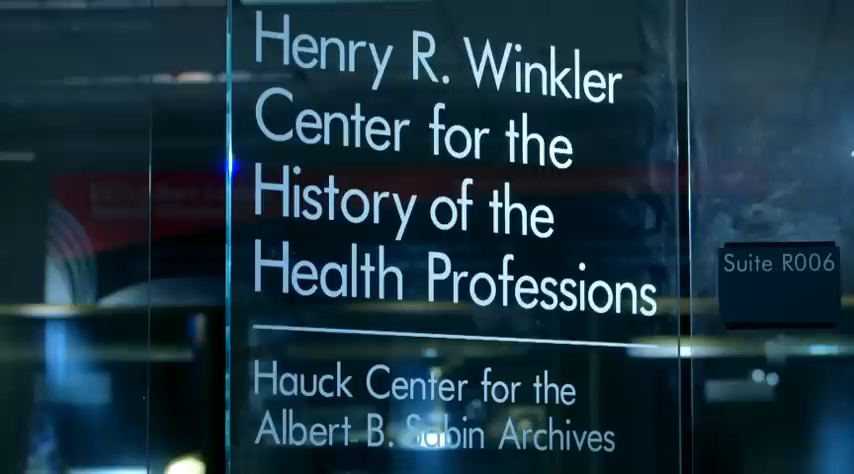 Henry R. Winkler
Center for the
History of the
Health Professions
Hauck Center for the
Albert B. Sabin Archives
Suite R006